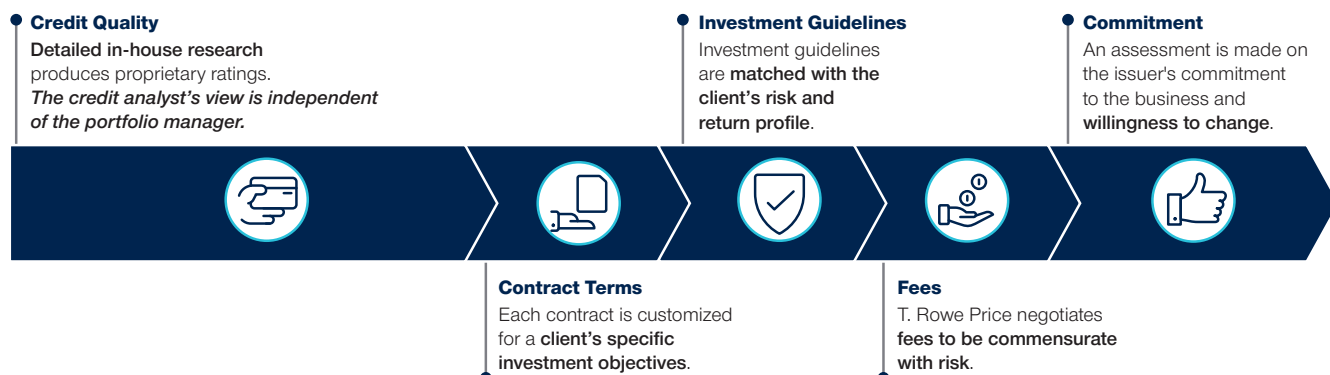 Credit Quality
Detailed in-house research
produces proprietary ratings.
The credit analyst's view is independent
of the portfolio manager.
Contract Terms
Each contract is customized
for a client's specific
investment objectives.
Investment Guidelines
Investment guidelines
are matched with the
client's risk and
return profile.
Fees
T. Rowe Price negotiates
fees to be commensurate
with risk.
Commitment
An assessment is made on
the issuer's commitment
to the business and
willingness to change.